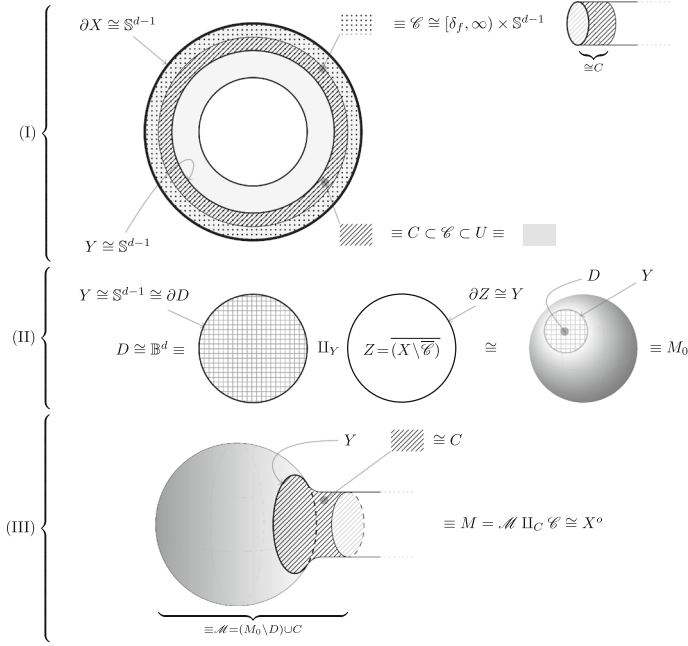 (I)
∂X ≅ 𝕊^{d−1}
≡ 𝒞 ≅ [δ_f, ∞) × 𝕊^{d−1}
≅C
Y ≅ 𝕊^{d−1}
≡ C ⊂ 𝒞 ⊂ U ≡
(II)
Y ≅ 𝕊^{d−1} ≅ ∂D
∂Z ≅ Y
D
Y
D ≅ 𝔹^d ≡
⨿_Y
Z = \overline{(X \ \overline{𝒞})}
≅
≡ M_0
(III)
Y
≅ C
≡ M = ℳ ⨿_C 𝒞 ≅ X^o
≡ℳ=(M_0\D)∪C